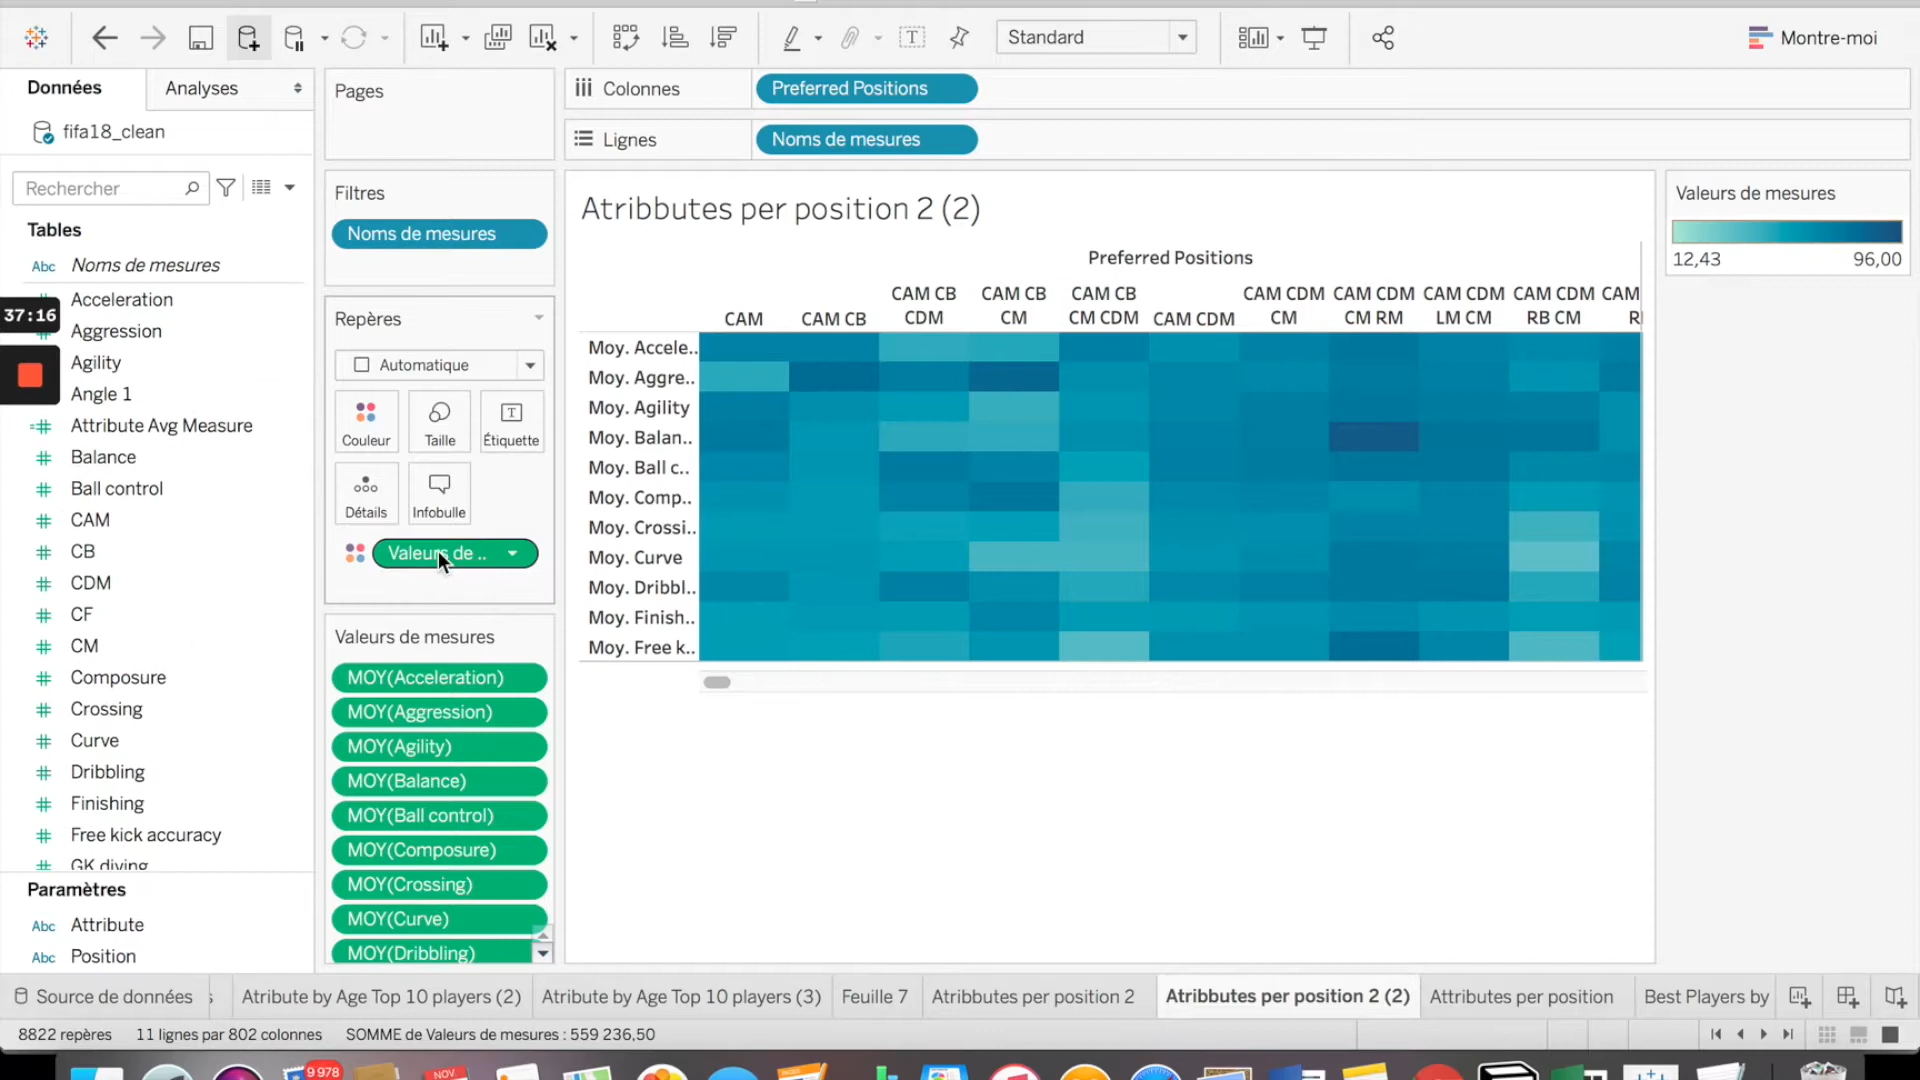 Standard
Montre-moi
Données
Analyses
fifa18_clean
Rechercher
Tables
Abc Noms de mesures
Acceleration
37:16
Aggression
Agility
Angle 1
Attribute Avg Measure
Balance
Ball control
CAM
CB
CDM
CF
CM
Composure
Crossing
Curve
Dribbling
Finishing
Free kick accuracy
GK diving
Paramètres
Abc Attribute
Abc Position
Pages
Filtres
Noms de mesures
Repères
Automatique
Couleur
Taille
Étiquette
Détails
Infobulle
Valeurs de ..
Valeurs de mesures
MOY(Acceleration)
MOY(Aggression)
MOY(Agility)
MOY(Balance)
MOY(Ball control)
MOY(Composure)
MOY(Crossing)
MOY(Curve)
MOY(Dribbling)
Colonnes
Preferred Positions
Lignes
Noms de mesures
Atribbutes per position 2 (2)
Preferred Positions
CAM CB CAM CB CAM CB CAM CDM CAM CDM CAM CDM CAM CDM CAM
CAM CAM CB CDM CM CM CDM CAM CDM CM CM RM LM CM RB CM
Moy. Accele..
Moy. Aggre..
Moy. Agility
Moy. Balan..
Moy. Ball c..
Moy. Comp..
Moy. Crossi..
Moy. Curve
Moy. Dribbl..
Moy. Finish..
Moy. Free k..
Valeurs de mesures
12,43 96,00
Source de données
Atribute by Age Top 10 players (2)
Atribute by Age Top 10 players (3)
Feuille 7
Atribbutes per position 2
Atribbutes per position 2 (2)
Attributes per position
Best Players by
8822 repères
11 lignes par 802 colonnes
SOMME de Valeurs de mesures : 559 236,50
9 978
NOV